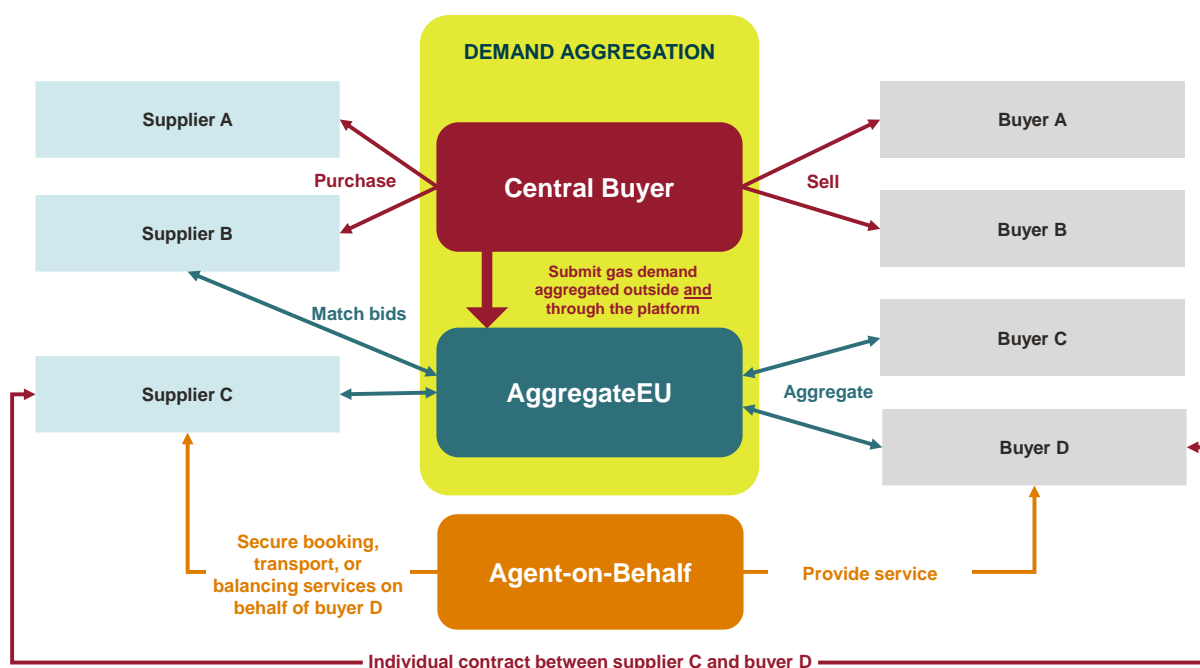 DEMAND AGGREGATION
Supplier A
Buyer A
Purchase
Central Buyer
Sell
Supplier B
Buyer B
Submit gas demand
aggregated outside and
through the platform
Match bids
Buyer C
Supplier C
AggregateEU
Aggregate
Buyer D
Secure booking,
transport, or
balancing services on
behalf of buyer D
Agent-on-Behalf
Provide service
Individual contract between supplier C and buyer D